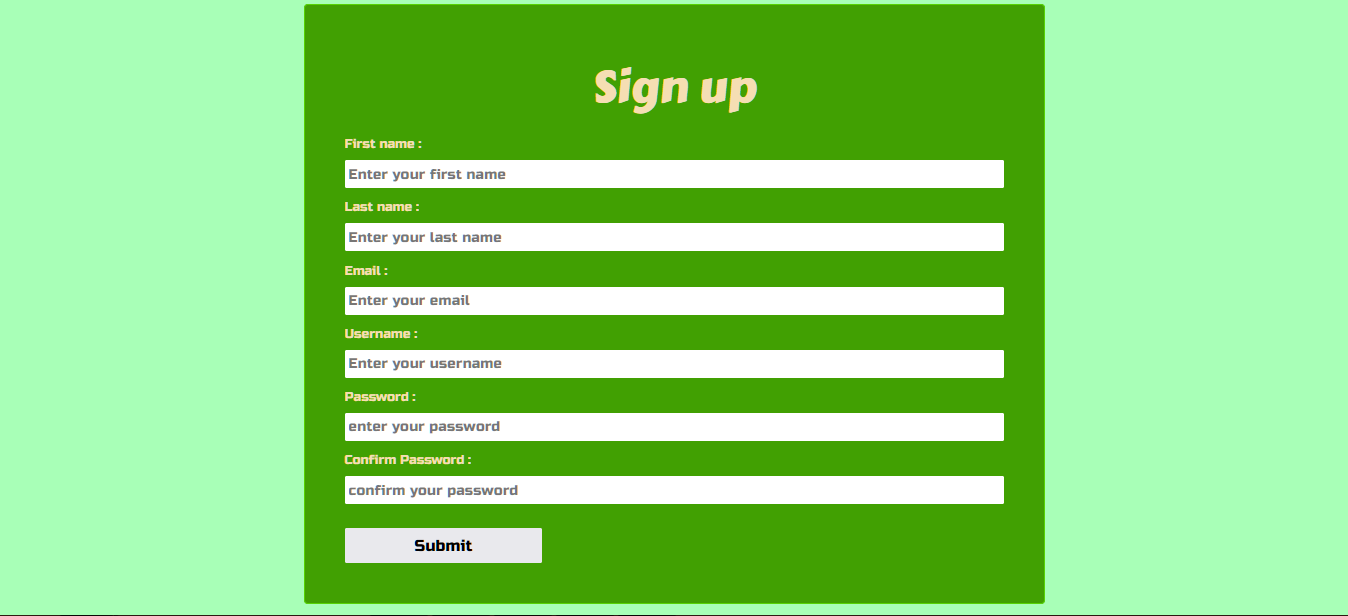 Sign up
First name :
Enter your first name
Last name :
Enter your last name
Email :
Enter your email
Username :
Enter your username
Password :
enter your password
Confirm Password :
confirm your password
Submit